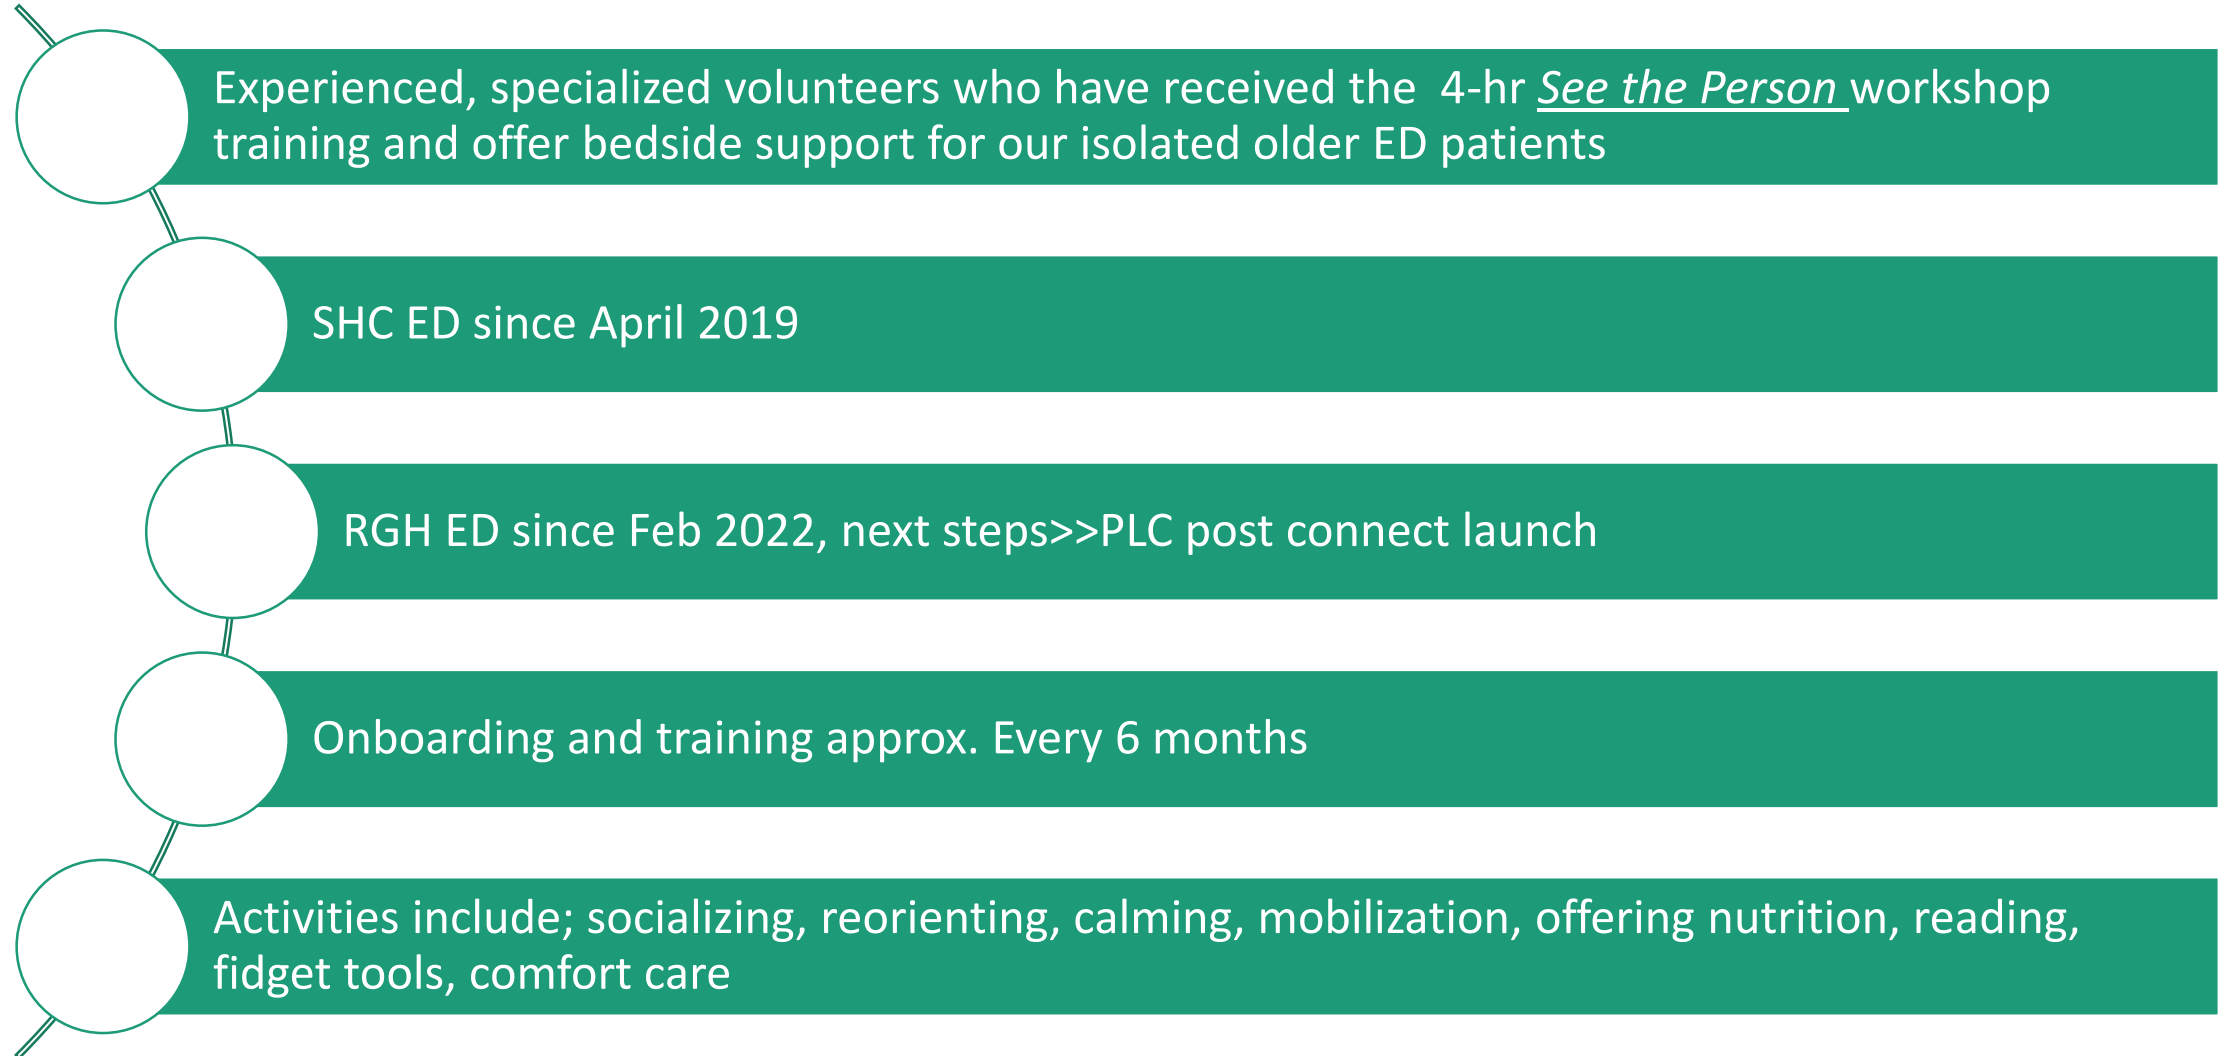 Experienced, specialized volunteers who have received the  4-hr See the Person workshop
training and offer bedside support for our isolated older ED patients
SHC ED since April 2019
RGH ED since Feb 2022, next steps>>PLC post connect launch
Onboarding and training approx. Every 6 months
Activities include; socializing, reorienting, calming, mobilization, offering nutrition, reading,
fidget tools, comfort care